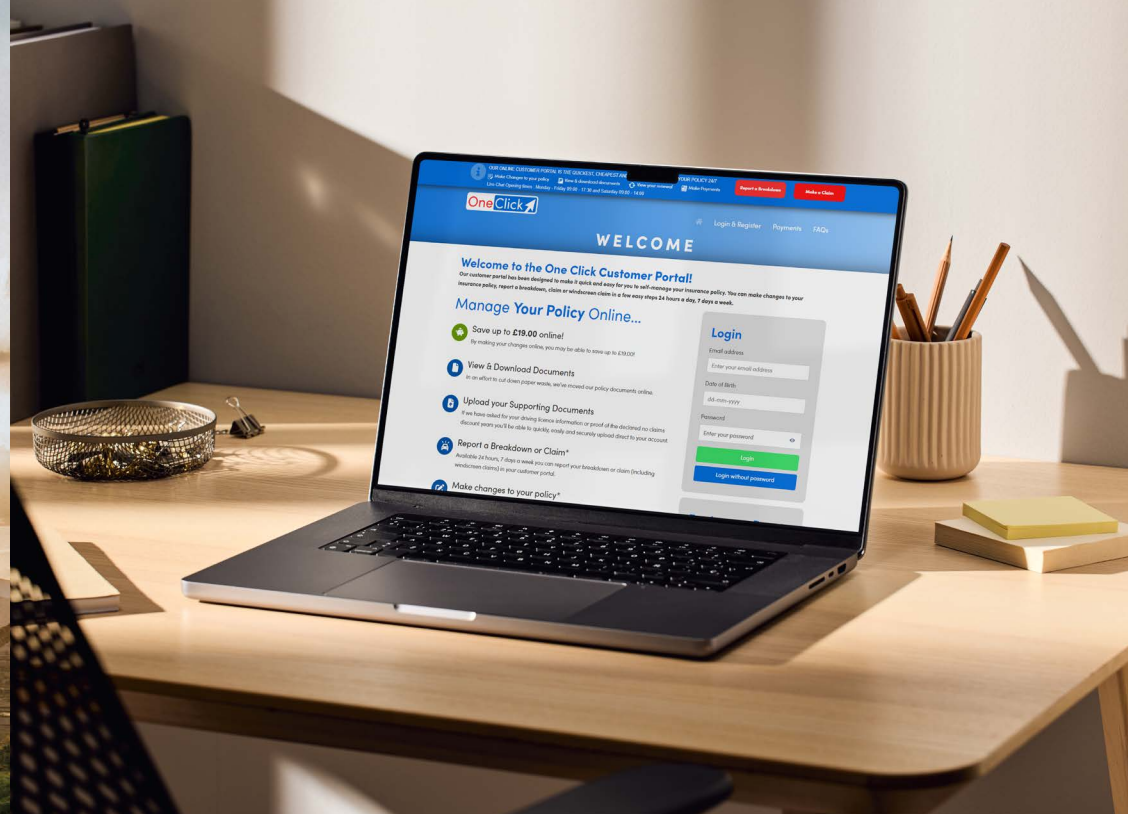 OUR ONLINE CUSTOMER PORTAL IS THE QUICKEST, CHEAPEST AN YOUR POLICY 24/7
Make Changes to your policy View & download documents View your renewal Make Payments
Live Chat Opening times - Monday - Friday 09:00 - 17:30 and Saturday 09:00 - 14:00
Report a Breakdown
Make a Claim
OneClick
Login & Register Payments FAQs
WELCOME
Welcome to the One Click Customer Portal!
Our customer portal has been designed to make it quick and easy for you to self-manage your insurance policy. You can make changes to your
insurance policy, report a breakdown, claim or windscreen claim in a few easy steps 24 hours a day, 7 days a week.
Manage Your Policy Online...
Save up to £19.00 online!
By making your changes online, you may be able to save up to £19.00!
View & Download Documents
In an effort to cut down paper waste, we've moved our policy documents online.
Upload your Supporting Documents
If we have asked for your driving licence information or proof of the declared no claims
discount years you'll be able to quickly, easily and securely upload direct to your account.
Report a Breakdown or Claim*
Available 24 hours, 7 days a week you can report your breakdown or claim (including
windscreen claims) in your customer portal.
Make changes to your policy*
Login
Email address
Enter your email address
Date of Birth
dd-mm-yyyy
Password
Enter your password
Login
Login without password